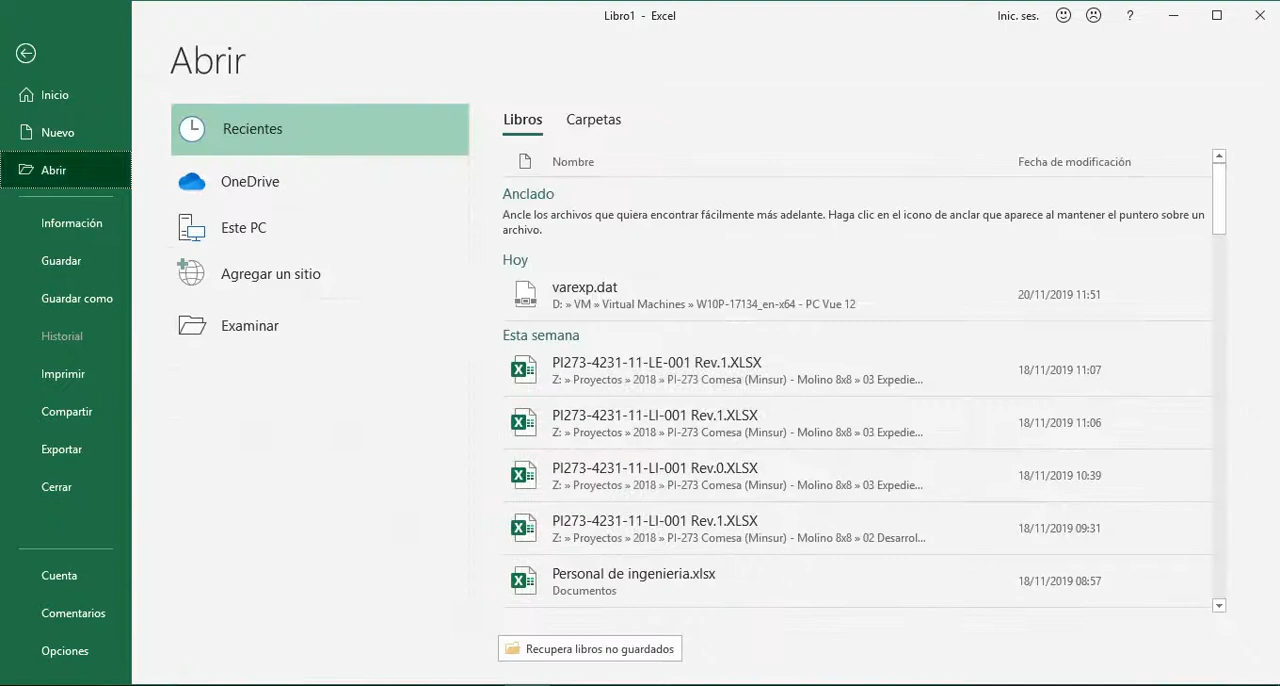 Libro1 - Excel
Inic. ses.
?
Inicio
Nuevo
Abrir
Información
Guardar
Guardar como
Historial
Imprimir
Compartir
Exportar
Cerrar
Cuenta
Comentarios
Opciones
Abrir
Recientes
OneDrive
Este PC
Agregar un sitio
Examinar
Libros Carpetas
Nombre Fecha de modificación
Anclado
Ancle los archivos que quiera encontrar fácilmente más adelante. Haga clic en el icono de anclar que aparece al mantener el puntero sobre un
archivo.
Hoy
varexp.dat 20/11/2019 11:51
D: » VM » Virtual Machines » W10P-17134_en-x64 - PC Vue 12
Esta semana
PI273-4231-11-LE-001 Rev.1.XLSX 18/11/2019 11:07
Z: » Proyectos » 2018 » PI-273 Comesa (Minsur) - Molino 8x8 » 03 Expedie...
PI273-4231-11-LI-001 Rev.1.XLSX 18/11/2019 11:06
Z: » Proyectos » 2018 » PI-273 Comesa (Minsur) - Molino 8x8 » 03 Expedie...
PI273-4231-11-LI-001 Rev.0.XLSX 18/11/2019 10:39
Z: » Proyectos » 2018 » PI-273 Comesa (Minsur) - Molino 8x8 » 03 Expedie...
PI273-4231-11-LI-001 Rev.1.XLSX 18/11/2019 09:31
Z: » Proyectos » 2018 » PI-273 Comesa (Minsur) - Molino 8x8 » 02 Desarrol...
Personal de ingenieria.xlsx 18/11/2019 08:57
Documentos
Recupera libros no guardados